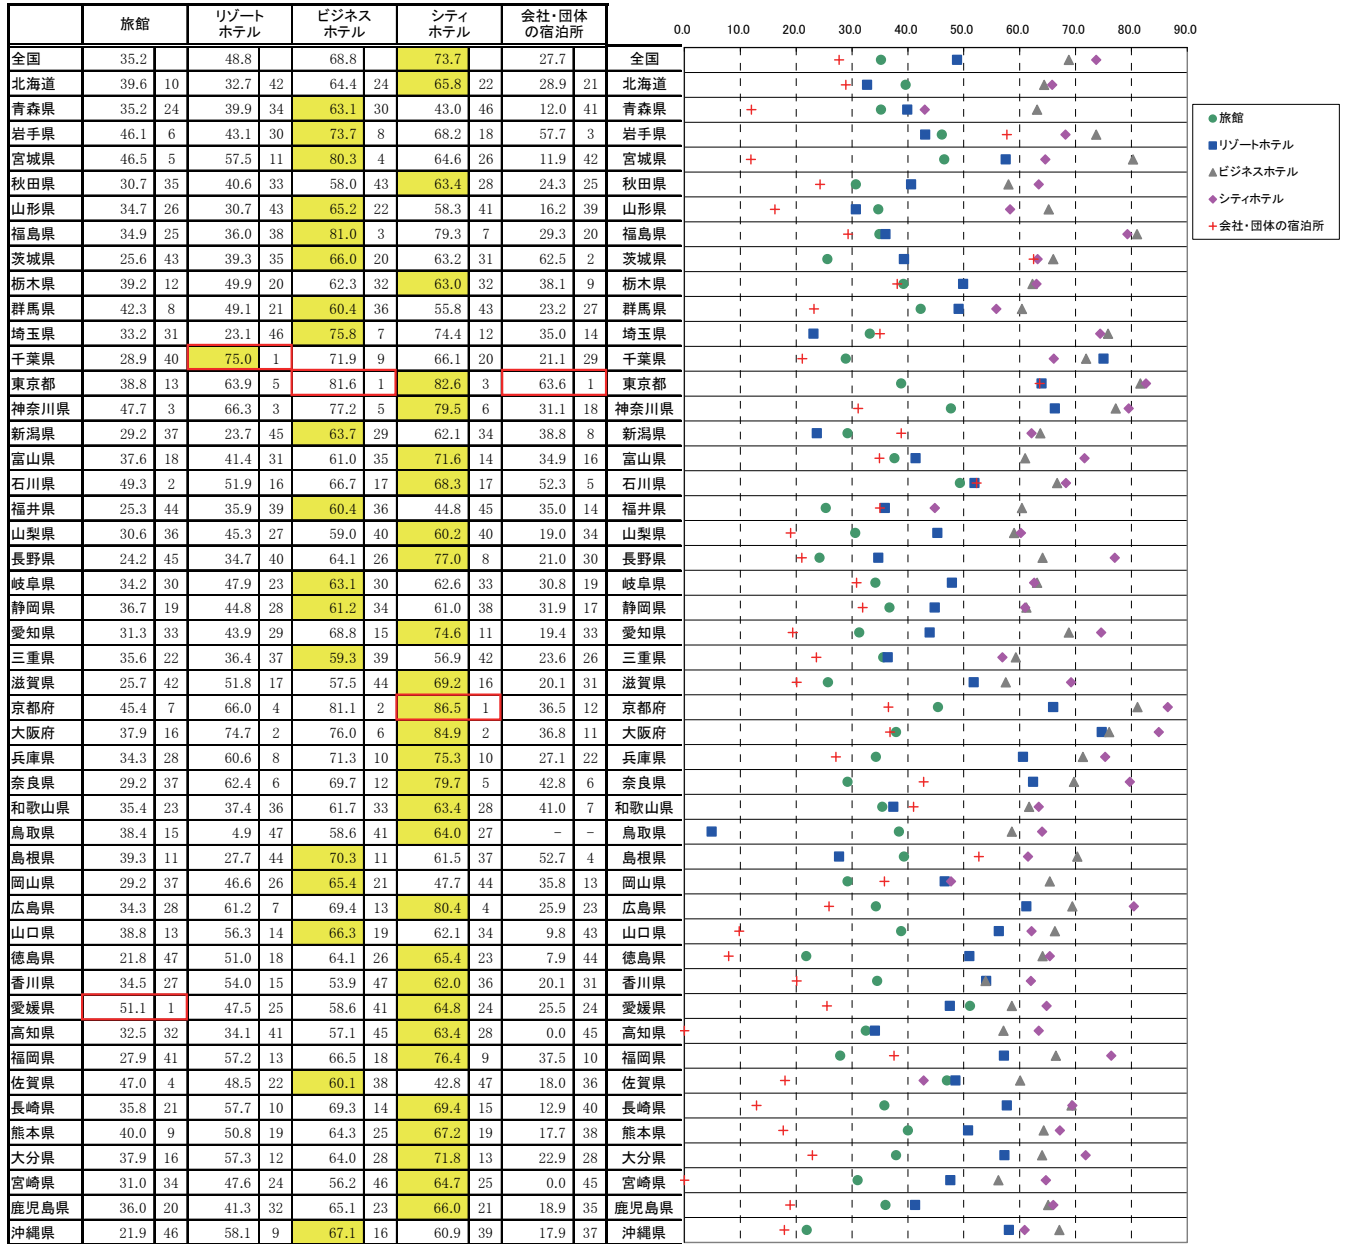 旅館 リゾートホテル ビジネスホテル シティホテル 会社・団体の宿泊所 0.0 10.0 20.0 30.0 40.0 50.0 60.0 70.0 80.0 90.0
全国 35.2 48.8 68.8 73.7 27.7 全国
北海道 39.6 10 32.7 42 64.4 24 65.8 22 28.9 21 北海道
青森県 35.2 24 39.9 34 63.1 30 43.0 46 12.0 41 青森県
岩手県 46.1 6 43.1 30 73.7 8 68.2 18 57.7 3 岩手県
宮城県 46.5 5 57.5 11 80.3 4 64.6 26 11.9 42 宮城県
秋田県 30.7 35 40.6 33 58.0 43 63.4 28 24.3 25 秋田県
山形県 34.7 26 30.7 43 65.2 22 58.3 41 16.2 39 山形県
福島県 34.9 25 36.0 38 81.0 3 79.3 7 29.3 20 福島県
茨城県 25.6 43 39.3 35 66.0 20 63.2 31 62.5 2 茨城県
栃木県 39.2 12 49.9 20 62.3 32 63.0 32 38.1 9 栃木県
群馬県 42.3 8 49.1 21 60.4 36 55.8 43 23.2 27 群馬県
埼玉県 33.2 31 23.1 46 75.8 7 74.4 12 35.0 14 埼玉県
千葉県 28.9 40 75.0 1 71.9 9 66.1 20 21.1 29 千葉県
東京都 38.8 13 63.9 5 81.6 1 82.6 3 63.6 1 東京都
神奈川県 47.7 3 66.3 3 77.2 5 79.5 6 31.1 18 神奈川県
新潟県 29.2 37 23.7 45 63.7 29 62.1 34 38.8 8 新潟県
富山県 37.6 18 41.4 31 61.0 35 71.6 14 34.9 16 富山県
石川県 49.3 2 51.9 16 66.7 17 68.3 17 52.3 5 石川県
福井県 25.3 44 35.9 39 60.4 36 44.8 45 35.0 14 福井県
山梨県 30.6 36 45.3 27 59.0 40 60.2 40 19.0 34 山梨県
長野県 24.2 45 34.7 40 64.1 26 77.0 8 21.0 30 長野県
岐阜県 34.2 30 47.9 23 63.1 30 62.6 33 30.8 19 岐阜県
静岡県 36.7 19 44.8 28 61.2 34 61.0 38 31.9 17 静岡県
愛知県 31.3 33 43.9 29 68.8 15 74.6 11 19.4 33 愛知県
三重県 35.6 22 36.4 37 59.3 39 56.9 42 23.6 26 三重県
滋賀県 25.7 42 51.8 17 57.5 44 69.2 16 20.1 31 滋賀県
京都府 45.4 7 66.0 4 81.1 2 86.5 1 36.5 12 京都府
大阪府 37.9 16 74.7 2 76.0 6 84.9 2 36.8 11 大阪府
兵庫県 34.3 28 60.6 8 71.3 10 75.3 10 27.1 22 兵庫県
奈良県 29.2 37 62.4 6 69.7 12 79.7 5 42.8 6 奈良県
和歌山県 35.4 23 37.4 36 61.7 33 63.4 28 41.0 7 和歌山県
鳥取県 38.4 15 4.9 47 58.6 41 64.0 27 － － 鳥取県
島根県 39.3 11 27.7 44 70.3 11 61.5 37 52.7 4 島根県
岡山県 29.2 37 46.6 26 65.4 21 47.7 44 35.8 13 岡山県
広島県 34.3 28 61.2 7 69.4 13 80.4 4 25.9 23 広島県
山口県 38.8 13 56.3 14 66.3 19 62.1 34 9.8 43 山口県
徳島県 21.8 47 51.0 18 64.1 26 65.4 23 7.9 44 徳島県
香川県 34.5 27 54.0 15 53.9 47 62.0 36 20.1 31 香川県
愛媛県 51.1 1 47.5 25 58.6 41 64.8 24 25.5 24 愛媛県
高知県 32.5 32 34.1 41 57.1 45 63.4 28 0.0 45 高知県
福岡県 27.9 41 57.2 13 66.5 18 76.4 9 37.5 10 福岡県
佐賀県 47.0 4 48.5 22 60.1 38 42.8 47 18.0 36 佐賀県
長崎県 35.8 21 57.7 10 69.3 14 69.4 15 12.9 40 長崎県
熊本県 40.0 9 50.8 19 64.3 25 67.2 19 17.7 38 熊本県
大分県 37.9 16 57.3 12 64.0 28 71.8 13 22.9 28 大分県
宮崎県 31.0 34 47.6 24 56.2 46 64.7 25 0.0 45 宮崎県
鹿児島県 36.0 20 41.3 32 65.1 23 66.0 21 18.9 35 鹿児島県
沖縄県 21.9 46 58.1 9 67.1 16 60.9 39 17.9 37 沖縄県
旅館
リゾートホテル
ビジネスホテル
シティホテル
会社・団体の宿泊所